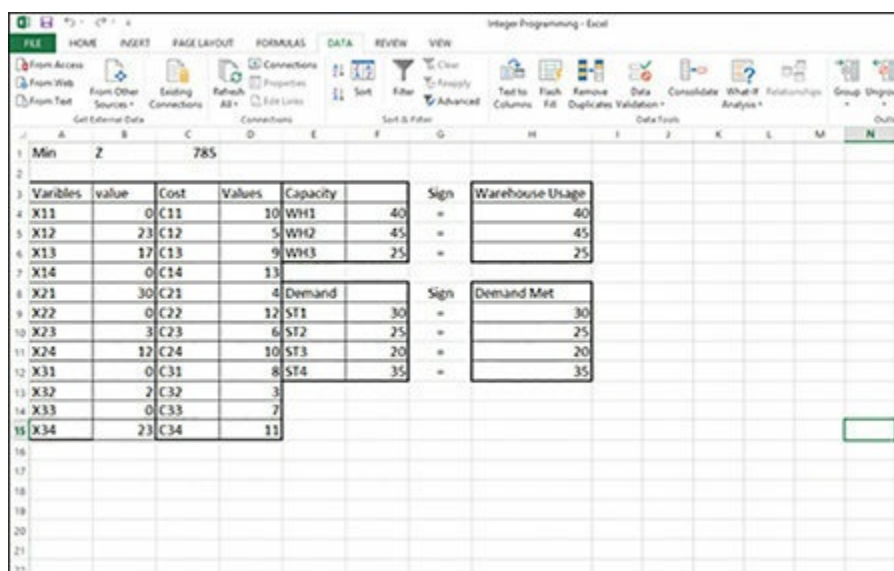 Integer Programming - Excel
FILE HOME INSERT PAGE LAYOUT FORMULAS DATA REVIEW VIEW
From Access
From Web
From Text
From Other Sources
Existing Connections
Get External Data
Refresh All
Connections
Properties
Edit Links
Connections
Sort
Filter
Clear
Reapply
Advanced
Sort & Filter
Text to Columns
Flash Fill
Remove Duplicates
Data Validation
Consolidate
What-If Analysis
Relationships
Data Tools
Group
A B C D E F G H I J K L M N
1 Min Z 785
2
3 Varibles value Cost Values Capacity Sign Warehouse Usage
4 X11 0 C11 10 WH1 40 = 40
5 X12 23 C12 5 WH2 45 = 45
6 X13 17 C13 9 WH3 25 = 25
7 X14 0 C14 13
8 X21 30 C21 4 Demand Sign Demand Met
9 X22 0 C22 12 ST1 30 = 30
10 X23 3 C23 6 ST2 25 = 25
11 X24 12 C24 10 ST3 20 = 20
12 X31 0 C31 8 ST4 35 = 35
13 X32 2 C32 3
14 X33 0 C33 7
15 X34 23 C34 11
16
17
18
19
20
21